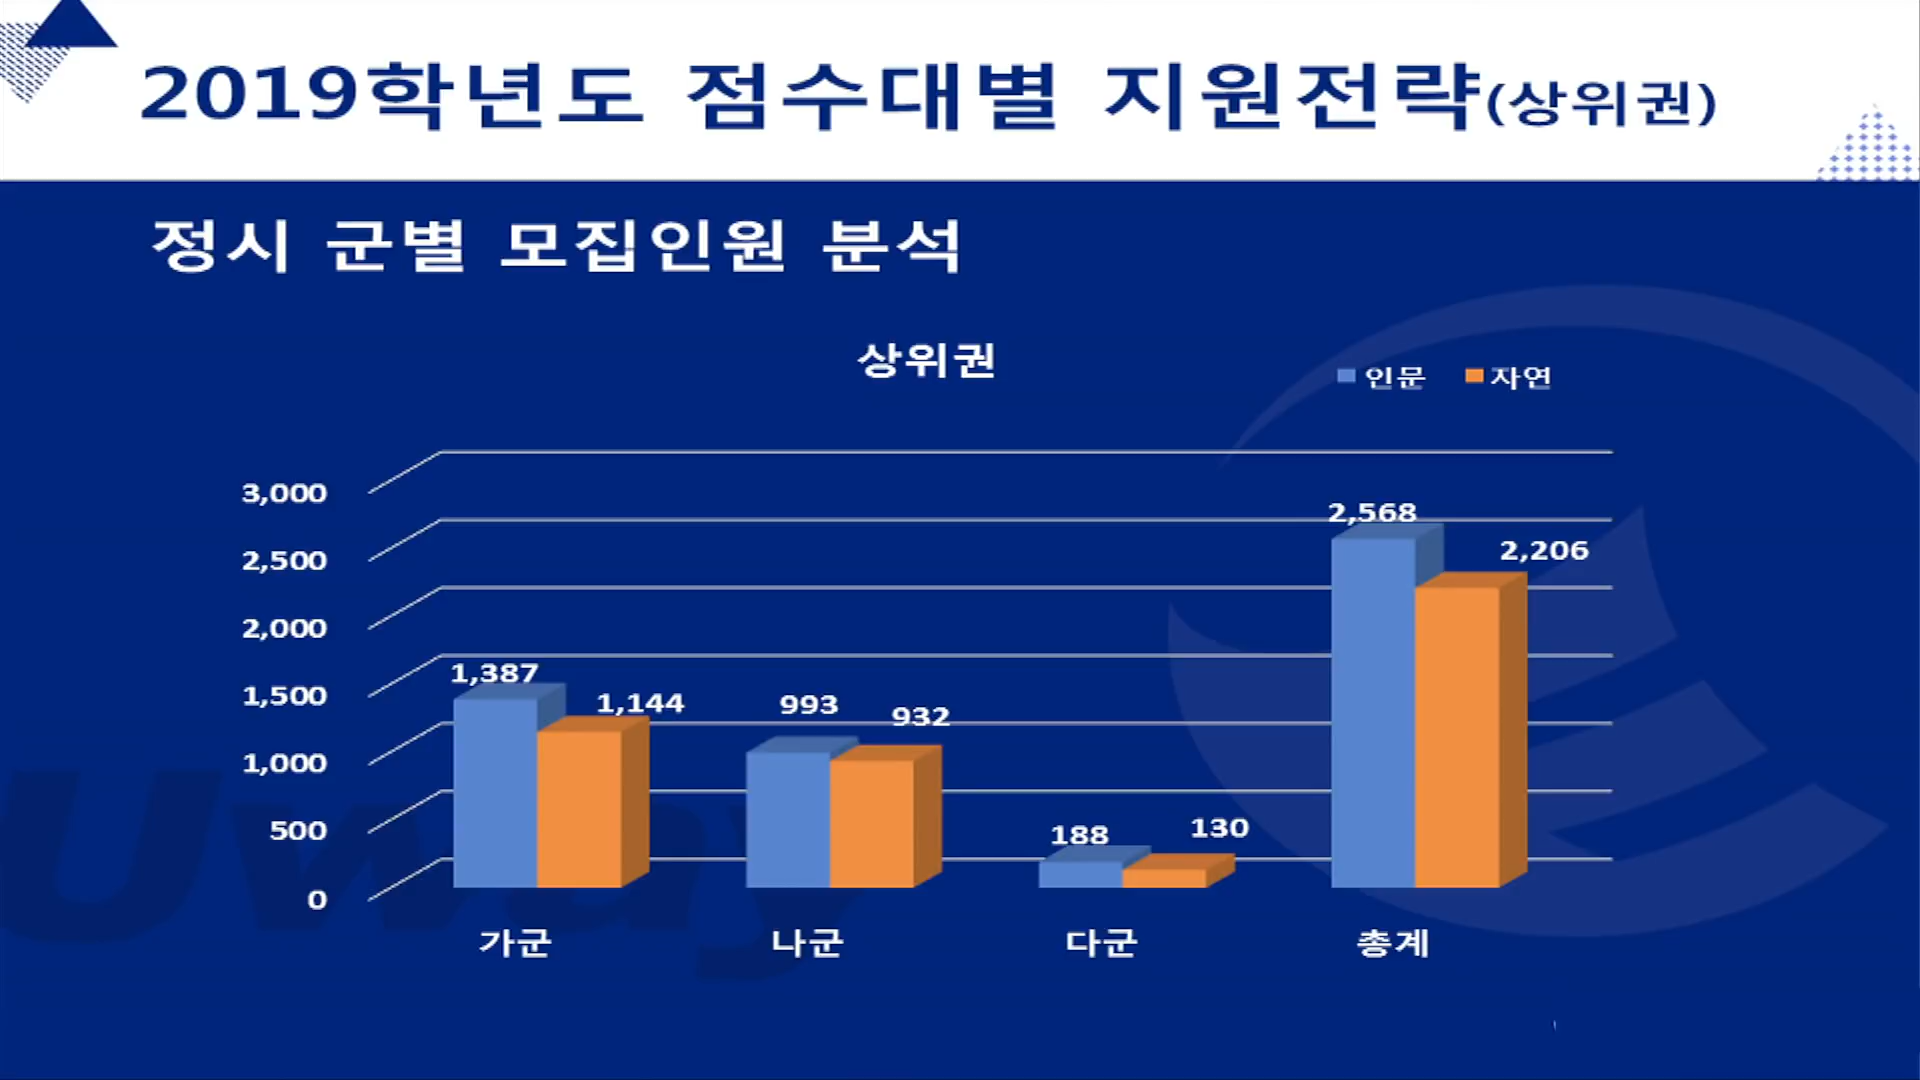 2019학년도 점수대별 지원전략(상위권)
정시 군별 모집인원 분석
상위권
인문 자연
3,000
2,500
2,000
1,500
1,000
500
0
1,387
1,144
993
932
188
130
2,568
2,206
가군 나군 다군 총계
Uway